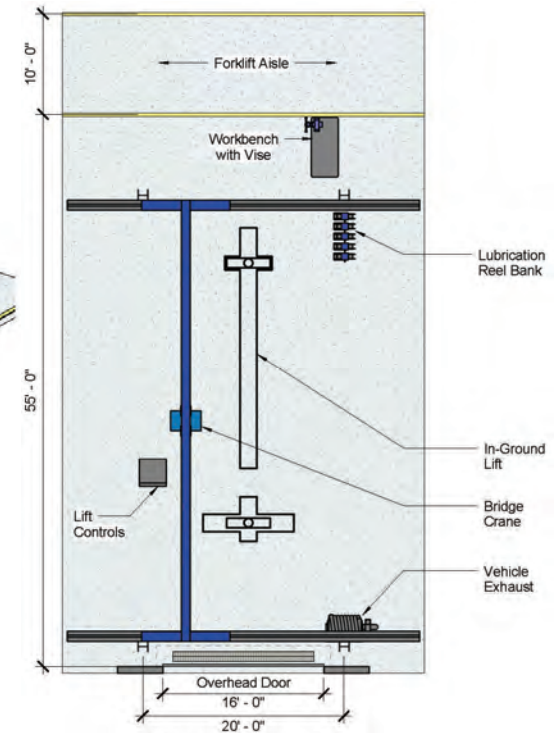 10' - 0"
Forklift Aisle
Workbench
with Vise
Lubrication
Reel Bank
55' - 0"
In-Ground
Lift
Bridge
Crane
Lift
Controls
Vehicle
Exhaust
Overhead Door
16' - 0"
20' - 0"